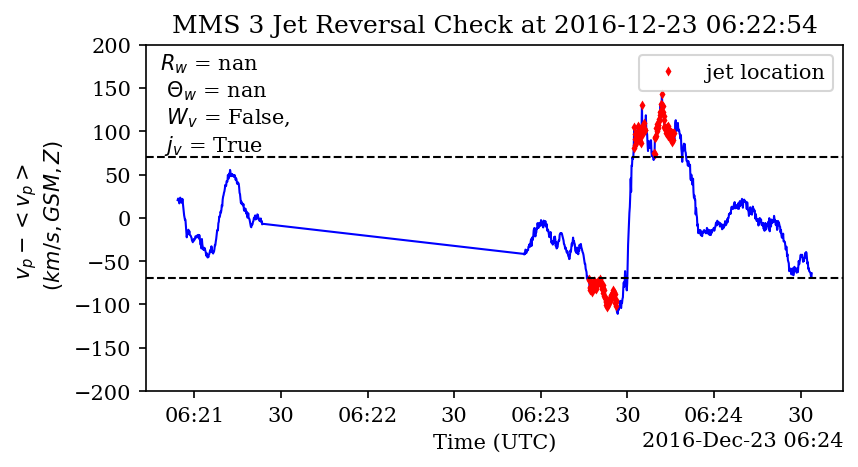 MMS 3 Jet Reversal Check at 2016-12-23 06:22:54
R_w = nan
Θ_w = nan
W_v = False,
j_v = True
jet location
200
150
100
50
0
−50
−100
−150
−200
v_p − < v_p >
(km/s, GSM, Z)
06:21 30 06:22 30 06:23 30 06:24 30
Time (UTC)
2016-Dec-23 06:24